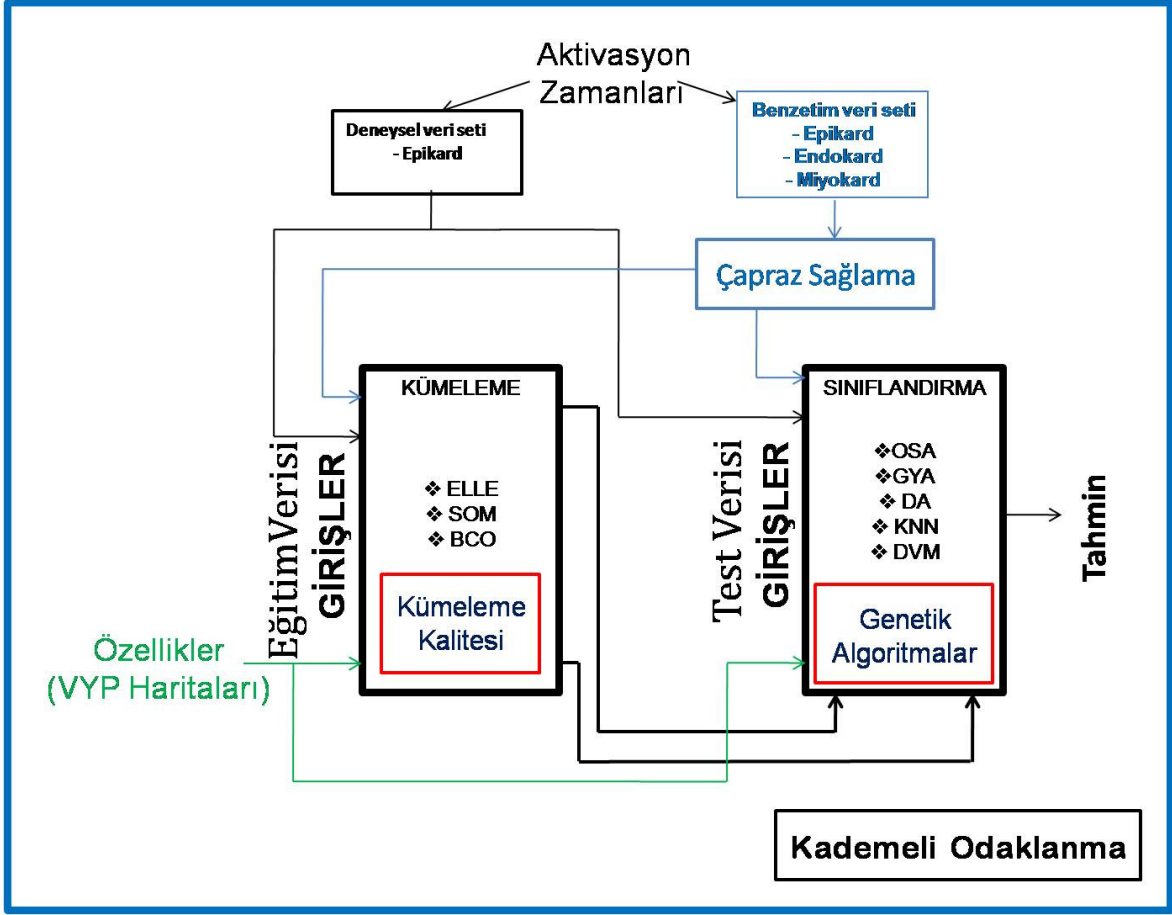 Aktivasyon
Zamanları
Deneysel veri seti
- Epikard
Benzetim veri seti
- Epikard
- Endokard
- Miyokard
Çapraz Sağlama
KÜMELEME
❖ ELLE
❖ SOM
❖ BCO
Kümeleme
Kalitesi
EğitimVerisi
GİRİŞLER
SINIFLANDIRMA
❖OSA
❖GYA
❖ DA
❖ KNN
❖ DVM
Genetik
Algoritmalar
Test Verisi
GİRİŞLER
Tahmin
Özellikler
(VYP Haritaları)
Kademeli Odaklanma